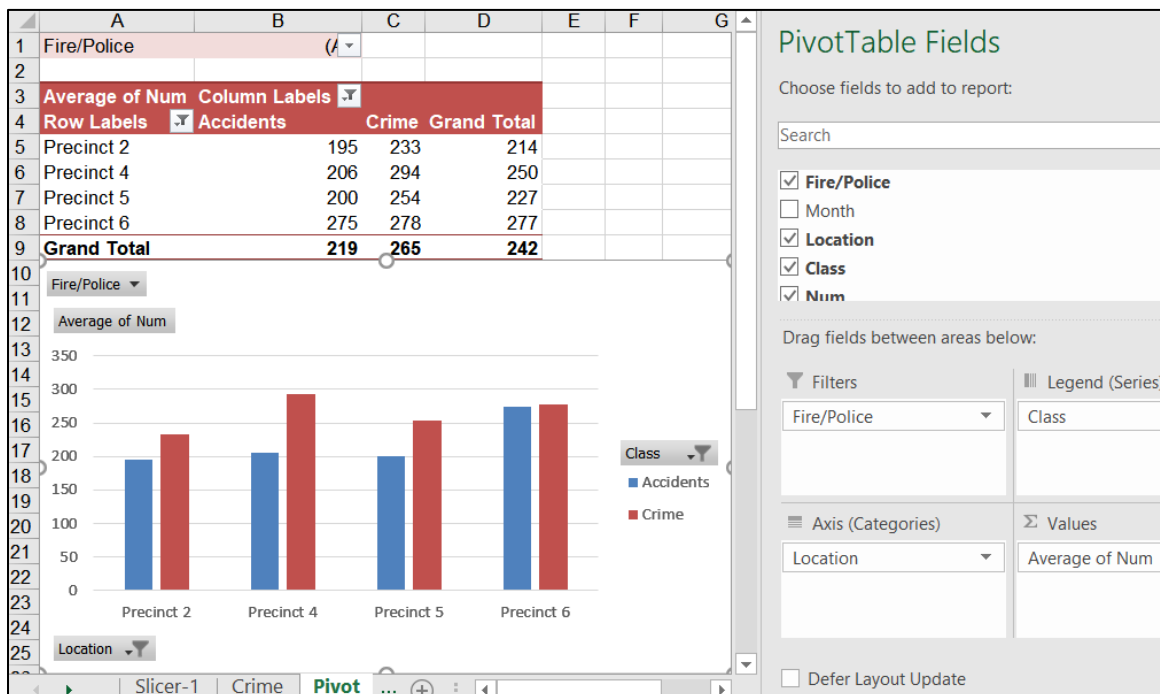 A B C D E F G
1 Fire/Police (A
2
3 Average of Num Column Labels
4 Row Labels Accidents Crime Grand Total
5 Precinct 2 195 233 214
6 Precinct 4 206 294 250
7 Precinct 5 200 254 227
8 Precinct 6 275 278 277
9 Grand Total 219 265 242
10
11
12
13
14
15
16
17
18
19
20
21
22
23
24
25
Fire/Police
Average of Num
350
300
250
200
150
100
50
0
Precinct 2 Precinct 4 Precinct 5 Precinct 6
Class
Accidents
Crime
Location
Slicer-1 Crime Pivot ...
PivotTable Fields
Choose fields to add to report:
Search
Fire/Police
Month
Location
Class
Num
Drag fields between areas below:
Filters
Fire/Police
Legend (Series)
Class
Axis (Categories)
Location
Σ Values
Average of Num
Defer Layout Update